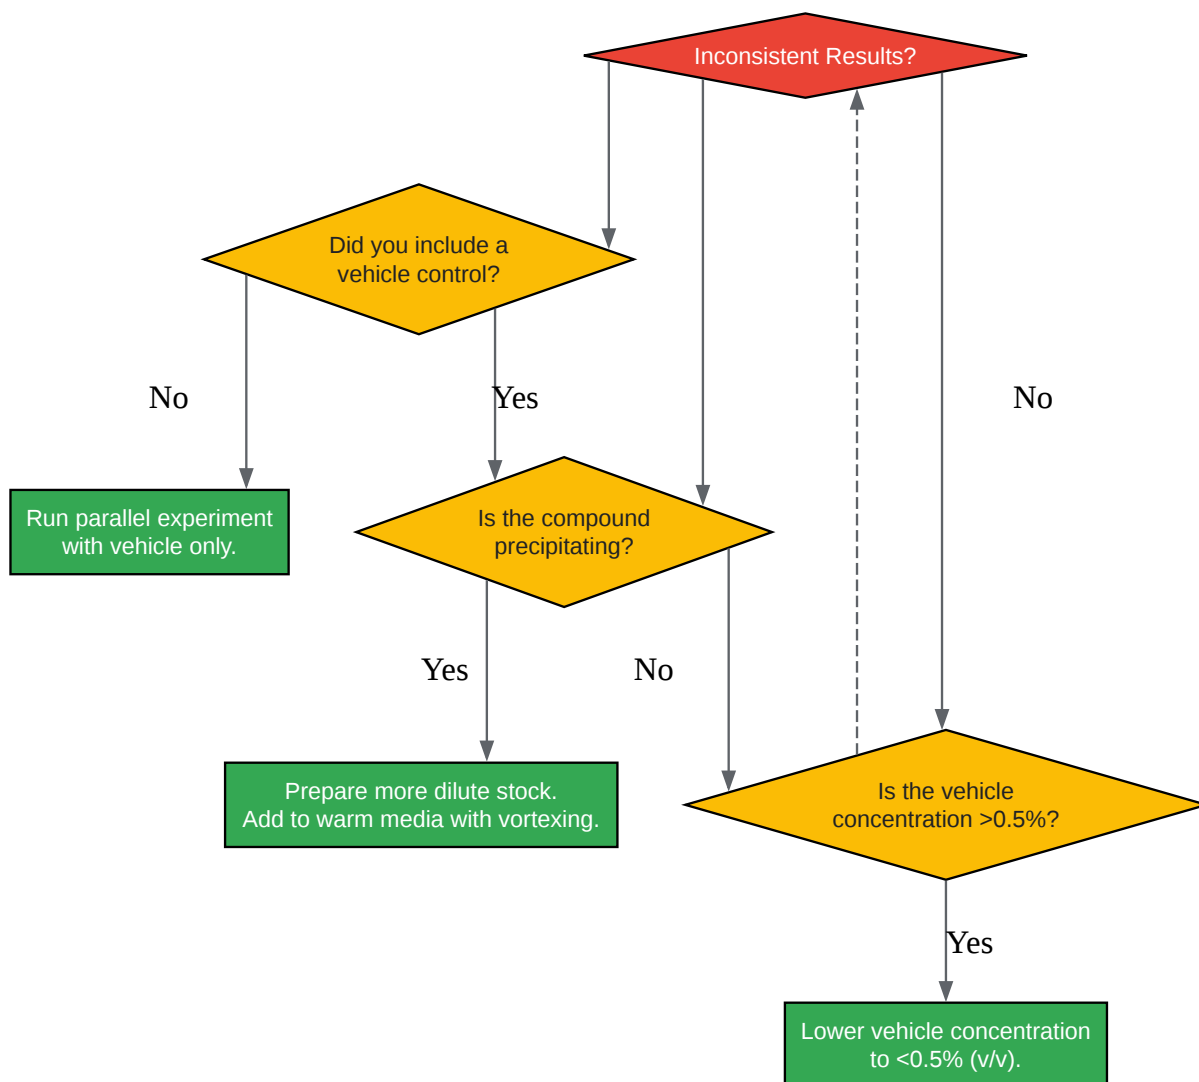 Inconsistent Results?
Did you include a
vehicle control?
No
Yes
No
Run parallel experiment
with vehicle only.
Is the compound
precipitating?
Yes
No
Prepare more dilute stock.
Add to warm media with vortexing.
Is the vehicle
concentration >0.5%?
Yes
Lower vehicle concentration
to <0.5% (v/v).